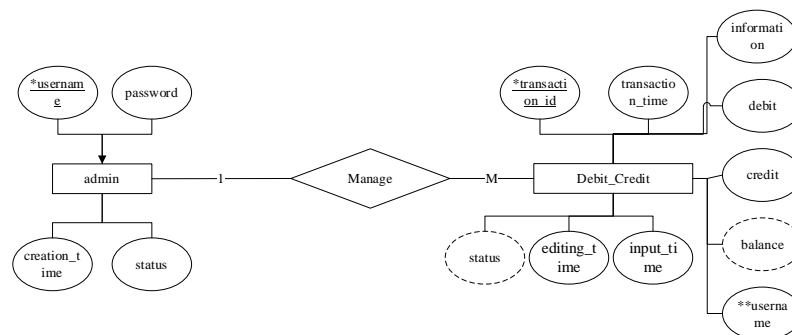 informati
on
*usernam
e
password
*transacti
on_id
transactio
n_time
debit
admin
1
Manage
M
Debit_Credit
credit
creation_t
ime
status
status
editing_t
ime
input_ti
me
balance
**userna
me